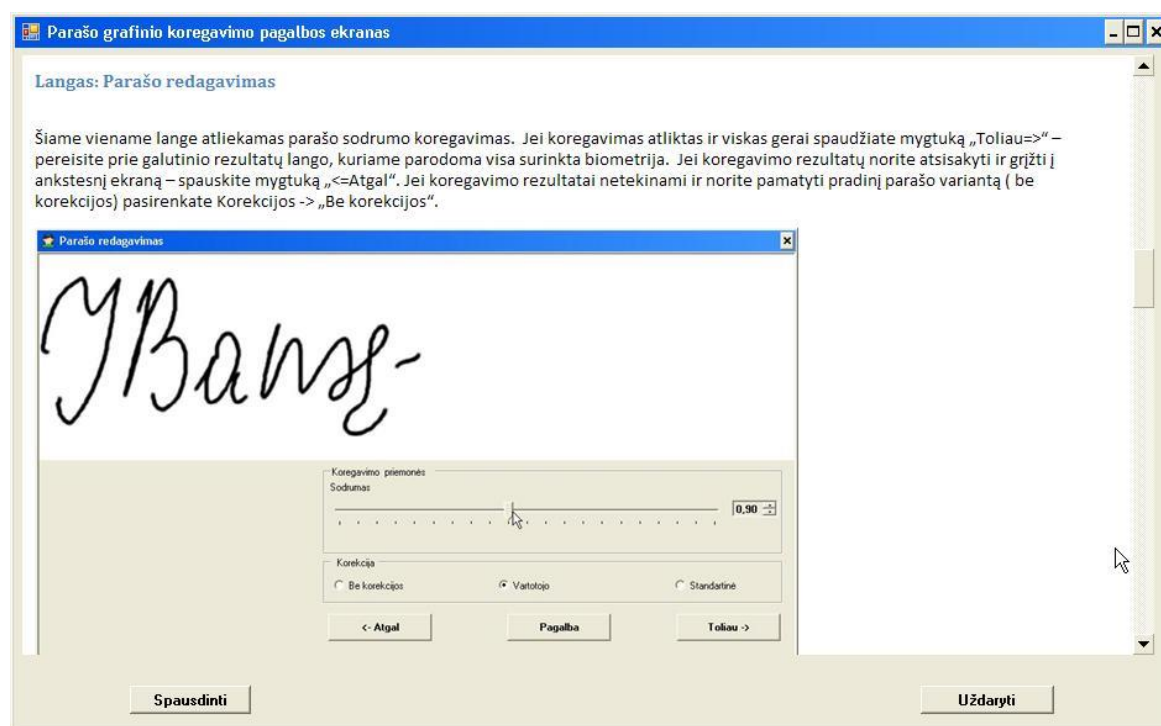 Parašo grafinio koregavimo pagalbos ekranas
Langas: Parašo redagavimas
Šiame viename lange atliekamas parašo sodrumo koregavimas. Jei koregavimas atliktas ir viskas gerai spaudžiate mygtuką „Toliau=>“ –
pereisite prie galutinio rezultatų lango, kuriame parodoma visa surinkta biometrija. Jei koregavimo rezultatų norite atsisakyti ir grįžti į
ankstesnį ekraną – spauskite mygtuką „<=Atgal“. Jei koregavimo rezultatai netekinami ir norite pamatyti pradinį parašo variantą ( be
korekcijos) pasirenkate Korekcijos -> „Be korekcijos“.
Parašo redagavimas
Koregavimo priemonės
Sodrumas
0,90
Korekcija
Be korekcijos Vartotojo Standartinė
<- Atgal Pagalba Toliau ->
Spausdinti Uždaryti